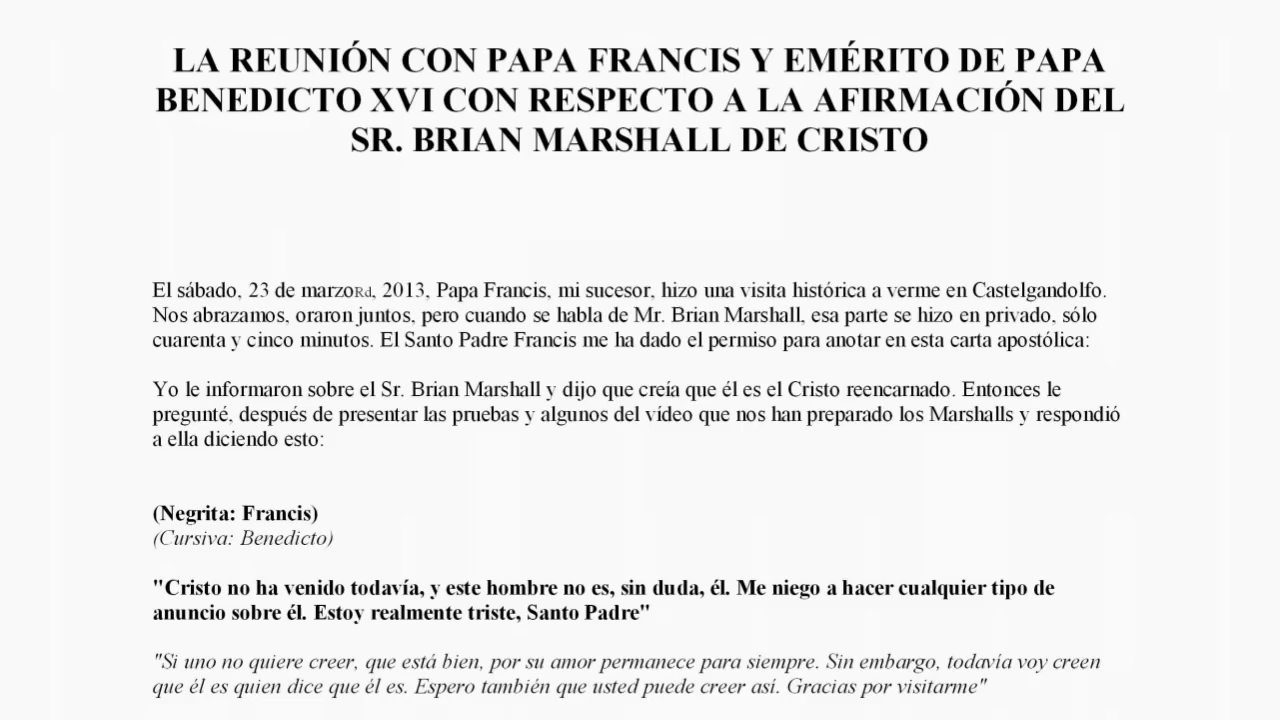 LA REUNIÓN CON PAPA FRANCIS Y EMÉRITO DE PAPA
BENEDICTO XVI CON RESPECTO A LA AFIRMACIÓN DEL
SR. BRIAN MARSHALL DE CRISTO
El sábado, 23 de marzoRd, 2013, Papa Francis, mi sucesor, hizo una visita histórica a verme en Castelgandolfo.
Nos abrazamos, oraron juntos, pero cuando se habla de Mr. Brian Marshall, esa parte se hizo en privado, sólo
cuarenta y cinco minutos. El Santo Padre Francis me ha dado el permiso para anotar en esta carta apostólica:
Yo le informaron sobre el Sr. Brian Marshall y dijo que creía que él es el Cristo reencarnado. Entonces le
pregunté, después de presentar las pruebas y algunos del vídeo que nos han preparado los Marshalls y respondió
a ella diciendo esto:
(Negrita: Francis)
(Cursiva: Benedicto)
"Cristo no ha venido todavía, y este hombre no es, sin duda, él. Me niego a hacer cualquier tipo de
anuncio sobre él. Estoy realmente triste, Santo Padre"
"Si uno no quiere creer, que está bien, por su amor permanece para siempre. Sin embargo, todavía voy creen
que él es quien dice que él es. Espero también que usted puede creer así. Gracias por visitarme"